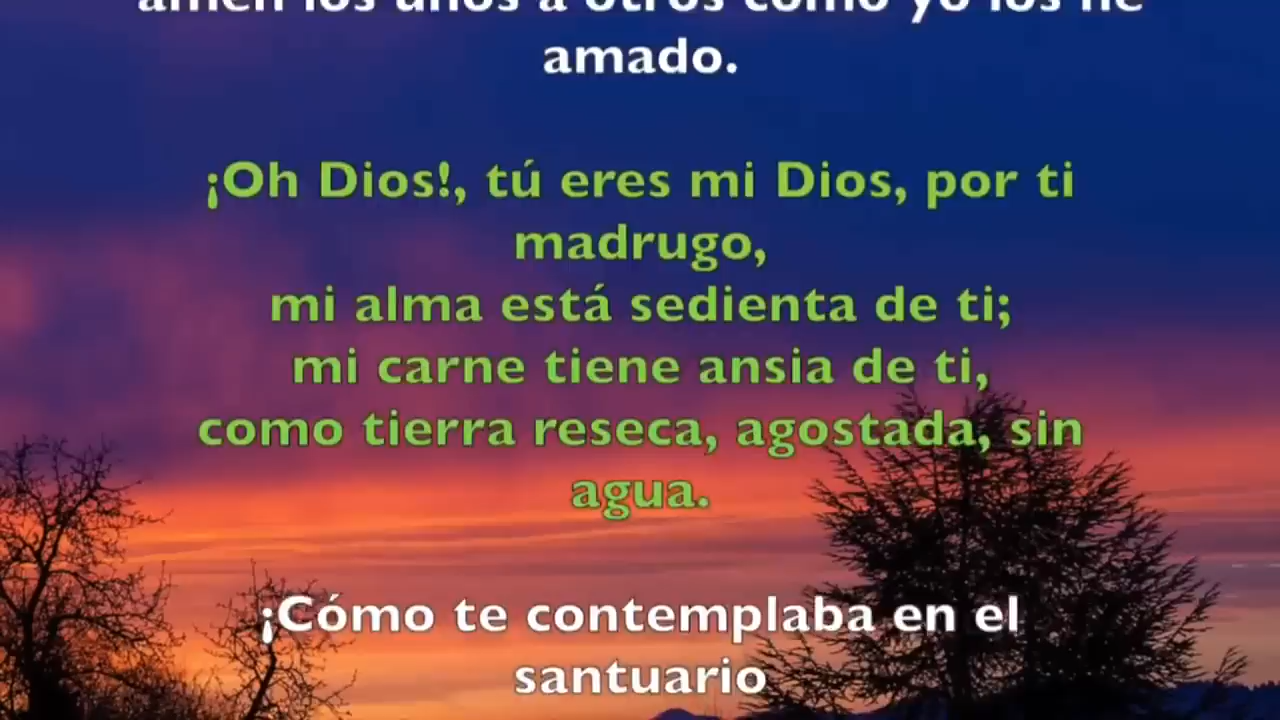 amen los unos a otros como yo los he
amado.
¡Oh Dios!, tú eres mi Dios, por ti
madrugo,
mi alma está sedienta de ti;
mi carne tiene ansia de ti,
como tierra reseca, agostada, sin
agua.
¡Cómo te contemplaba en el
santuario